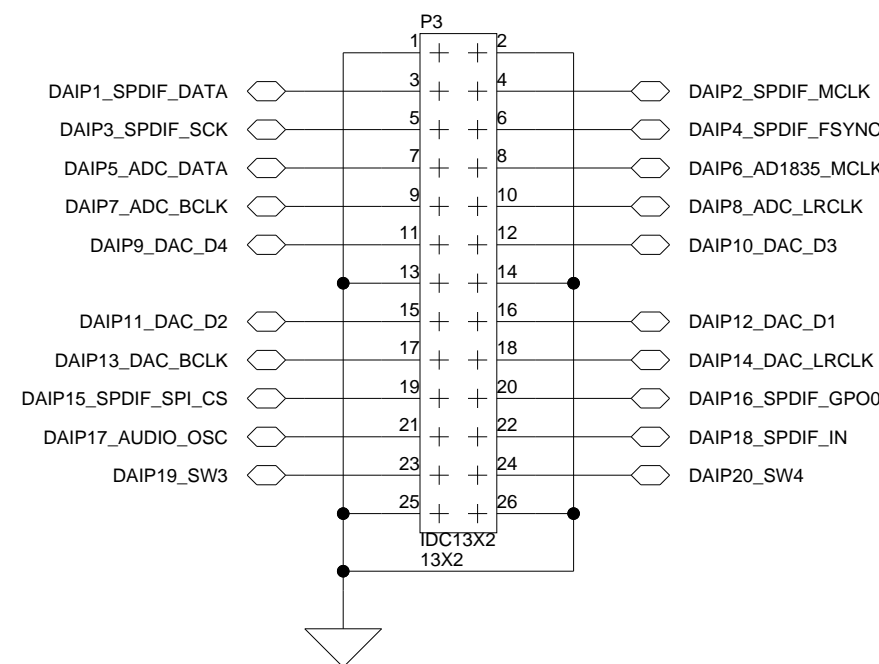 P3
1 2
DAIP1_SPDIF_DATA 3 4 DAIP2_SPDIF_MCLK
DAIP3_SPDIF_SCK 5 6 DAIP4_SPDIF_FSYNC
DAIP5_ADC_DATA 7 8 DAIP6_AD1835_MCLK
DAIP7_ADC_BCLK 9 10 DAIP8_ADC_LRCLK
DAIP9_DAC_D4 11 12 DAIP10_DAC_D3
13 14
DAIP11_DAC_D2 15 16 DAIP12_DAC_D1
DAIP13_DAC_BCLK 17 18 DAIP14_DAC_LRCLK
DAIP15_SPDIF_SPI_CS 19 20 DAIP16_SPDIF_GPO0
DAIP17_AUDIO_OSC 21 22 DAIP18_SPDIF_IN
DAIP19_SW3 23 24 DAIP20_SW4
25 26
IDC13X2
13X2